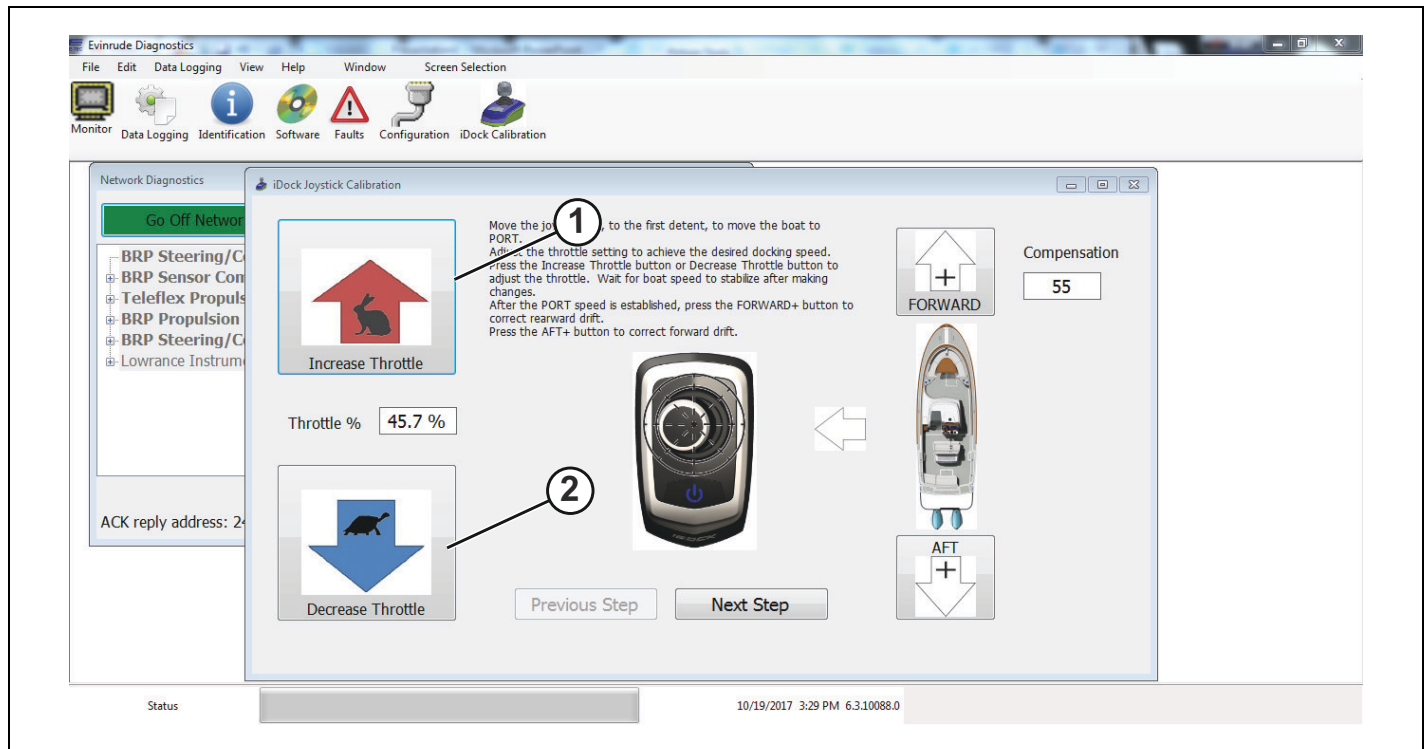 Evinrude Diagnostics
File Edit Data Logging View Help Window Screen Selection
Monitor Data Logging Identification Software Faults Configuration iDock Calibration
Network Diagnostics
Go Off Networ
BRP Steering/Co
BRP Sensor Com
Teleflex Propuls
BRP Propulsion
BRP Steering/Co
Lowrance Instrume
ACK reply address: 24
iDock Joystick Calibration
1
Increase Throttle
Throttle % 45.7 %
2
Decrease Throttle
Move the , to the first detent, to move the boat to
PORT.
Adjust the throttle setting to achieve the desired docking speed.
Press the Increase Throttle button or Decrease Throttle button to
adjust the throttle. Wait for boat speed to stabilize after making
changes.
After the PORT speed is established, press the FORWARD+ button to
correct rearward drift.
Press the AFT+ button to correct forward drift.
iDOCK
Previous Step Next Step
+
FORWARD
Compensation
55
AFT
+
Status
10/19/2017 3:29 PM 6.3.10088.0